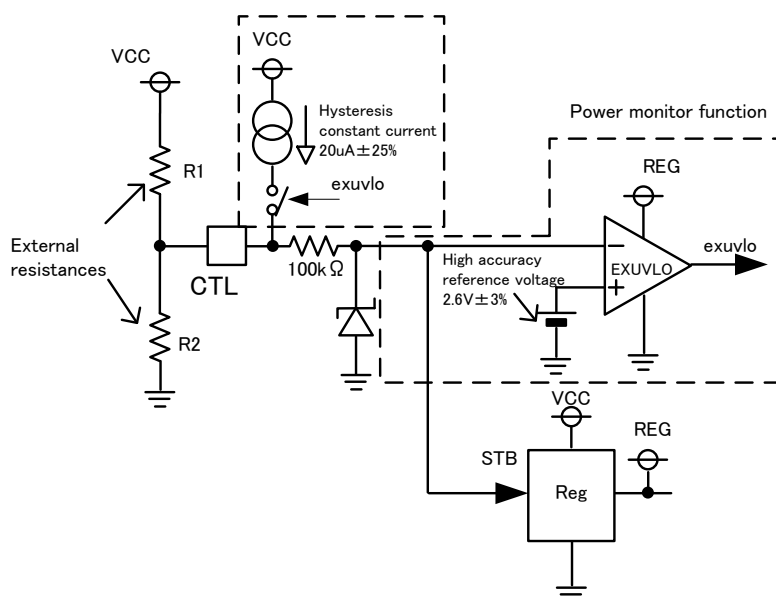 VCC
VCC
Hysteresis
constant current
20uA±25%
Power monitor function
R1
exuvlo
REG
External
resistances
CTL
100kΩ
High accuracy
reference voltage
2.6V±3%
EXUVLO
exuvlo
R2
VCC
STB
REG
Reg